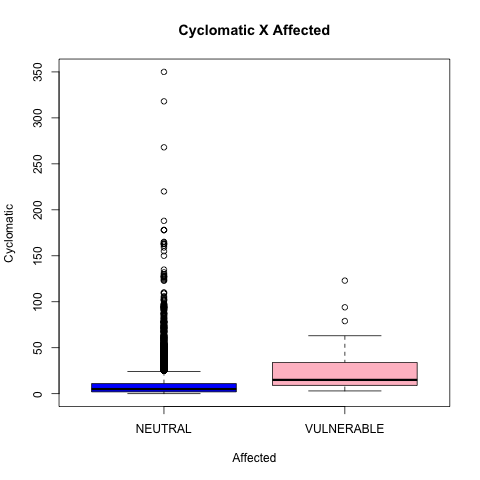 Cyclomatic X Affected
Cyclomatic
350
300
250
200
150
100
50
0
NEUTRAL VULNERABLE
Affected